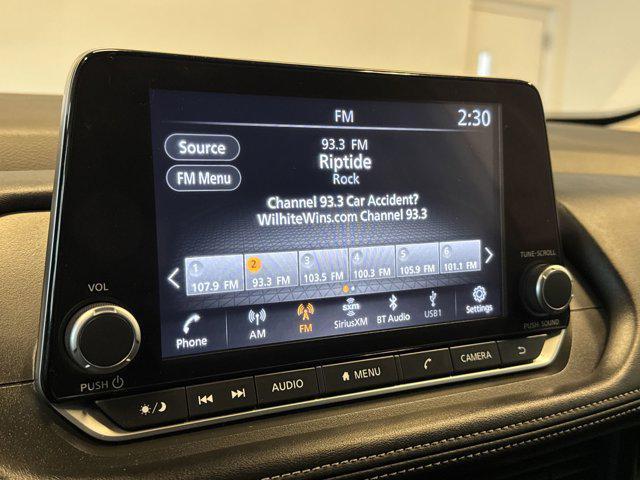 FM 2:30
Source
FM Menu
93.3 FM
Riptide
Rock
Channel 93.3 Car Accident?
WilhiteWins.com Channel 93.3
1 2 3 4 5 6
107.9 FM 93.3 FM 103.5 FM 100.3 FM 105.9 FM 101.1 FM
Phone AM FM SiriusXM BT Audio USB1 Settings
sxm
VOL
PUSH
TUNE·SCROLL
PUSH·SOUND
AUDIO MENU CAMERA